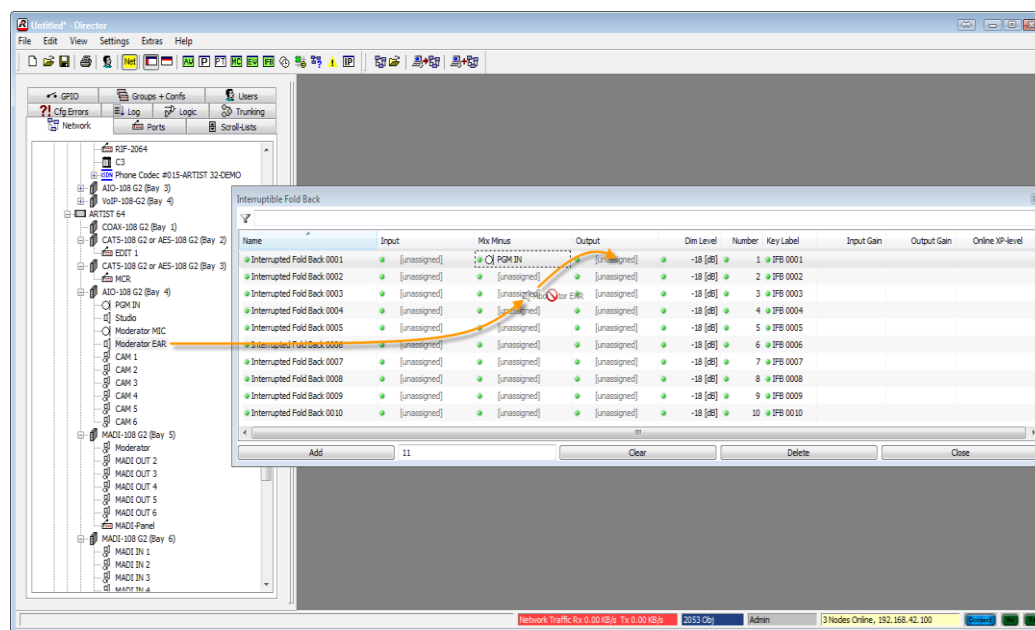 Untitled* - Director
File Edit View Settings Extras Help
Net AV P PT MC EV FB IP
GPIO Groups + Confs Users
Cfg Errors Log Logic Trunking
Network Ports Scroll-Lists
RIF-2064
C3
Phone Codec #015-ARTIST 32-DEMO
AIO-108 G2 (Bay 3)
VoIP-108-G2 (Bay 4)
ARTIST 64
COAX-108 G2 (Bay 1)
CAT5-108 G2 or AES-108 G2 (Bay 2)
EDIT 1
CAT5-108 G2 or AES-108 G2 (Bay 3)
MCR
AIO-108 G2 (Bay 4)
PGM IN
Studio
Moderator MIC
Moderator EAR
CAM 1
CAM 2
CAM 3
CAM 4
CAM 5
CAM 6
MADI-108 G2 (Bay 5)
Moderator
MADI OUT 2
MADI OUT 3
MADI OUT 4
MADI OUT 5
MADI OUT 6
MADI-Panel
MADI-108 G2 (Bay 6)
MADI IN 1
MADI IN 2
MADI IN 3
MADI IN 4
Interruptible Fold Back
Name Input Mix Minus Output Dim Level Number Key Label Input Gain Output Gain Online XP-level
Interrupted Fold Back 0001 [unassigned] PGM IN [unassigned] -18 [dB] 1 IFB 0001
Interrupted Fold Back 0002 [unassigned] [unassigned] [unassigned] -18 [dB] 2 IFB 0002
Interrupted Fold Back 0003 [unassigned] [unassigned] [unassigned] -18 [dB] 3 IFB 0003
Interrupted Fold Back 0004 [unassigned] [unassigned] [unassigned] -18 [dB] 4 IFB 0004
Interrupted Fold Back 0005 [unassigned] [unassigned] [unassigned] -18 [dB] 5 IFB 0005
Interrupted Fold Back 0006 [unassigned] [unassigned] [unassigned] -18 [dB] 6 IFB 0006
Interrupted Fold Back 0007 [unassigned] [unassigned] [unassigned] -18 [dB] 7 IFB 0007
Interrupted Fold Back 0008 [unassigned] [unassigned] [unassigned] -18 [dB] 8 IFB 0008
Interrupted Fold Back 0009 [unassigned] [unassigned] [unassigned] -18 [dB] 9 IFB 0009
Interrupted Fold Back 0010 [unassigned] [unassigned] [unassigned] -18 [dB] 10 IFB 0010
Add 11 Clear Delete Close
Network Traffic Rx 0.00 KB/s Tx 0.00 KB/s 2053 Obj Admin 3 Nodes Online, 192.168.42.100 Connect